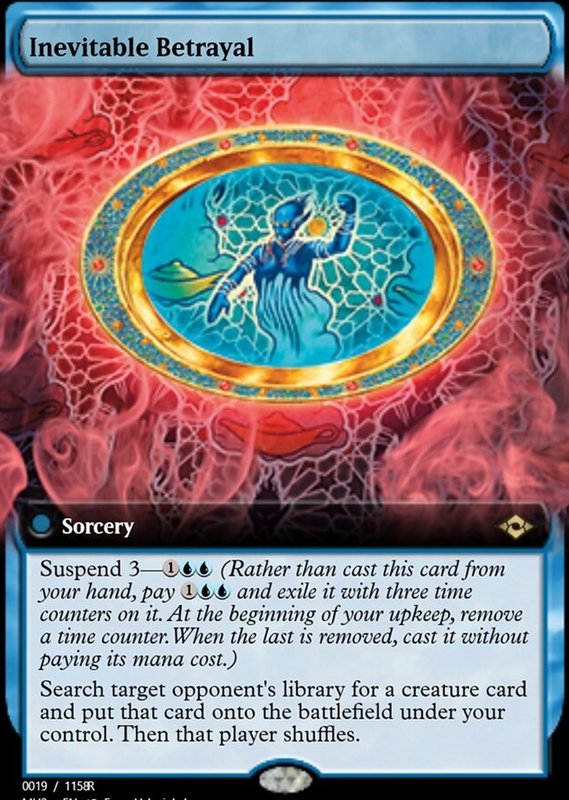 Inevitable Betrayal
Sorcery
Suspend 3—1UU (Rather than cast this card from
your hand, pay 1UU and exile it with three time
counters on it. At the beginning of your upkeep, remove
a time counter. When the last is removed, cast it without
paying its mana cost.)
Search target opponent's library for a creature card
and put that card onto the battlefield under your
control. Then that player shuffles.
0019 / 1158R